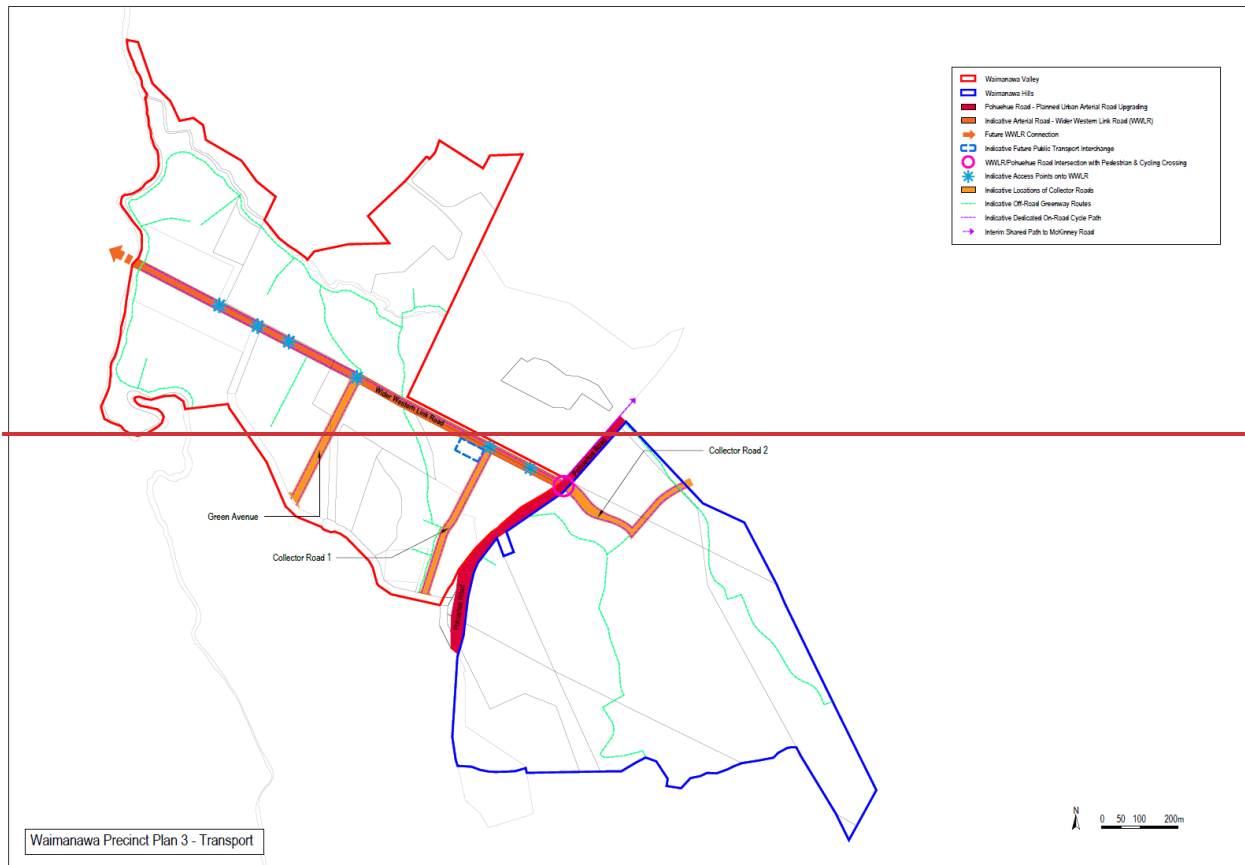 Waimanawa Valley
Waimanawa Hills
Pohuehue Road - Planned Urban Arterial Road Upgrading
Indicative Arterial Road - Wider Western Link Road (WWLR)
Future WWLR Connection
Indicative Future Public Transport Interchange
WWLR/Pohuehue Road Intersection with Pedestrian & Cycling Crossing
Indicative Access Points onto WWLR
Indicative Locations of Collector Roads
Indicative Off-Road Greenway Routes
Indicative Dedicated On-Road Cycle Path
Interim Shared Path to McKinney Road
Wider Western Link Road
Pohuehue Road
Collector Road 2
Green Avenue
Collector Road 1
Pohuehue Road
N
0 50 100 200m
Waimanawa Precinct Plan 3 - Transport